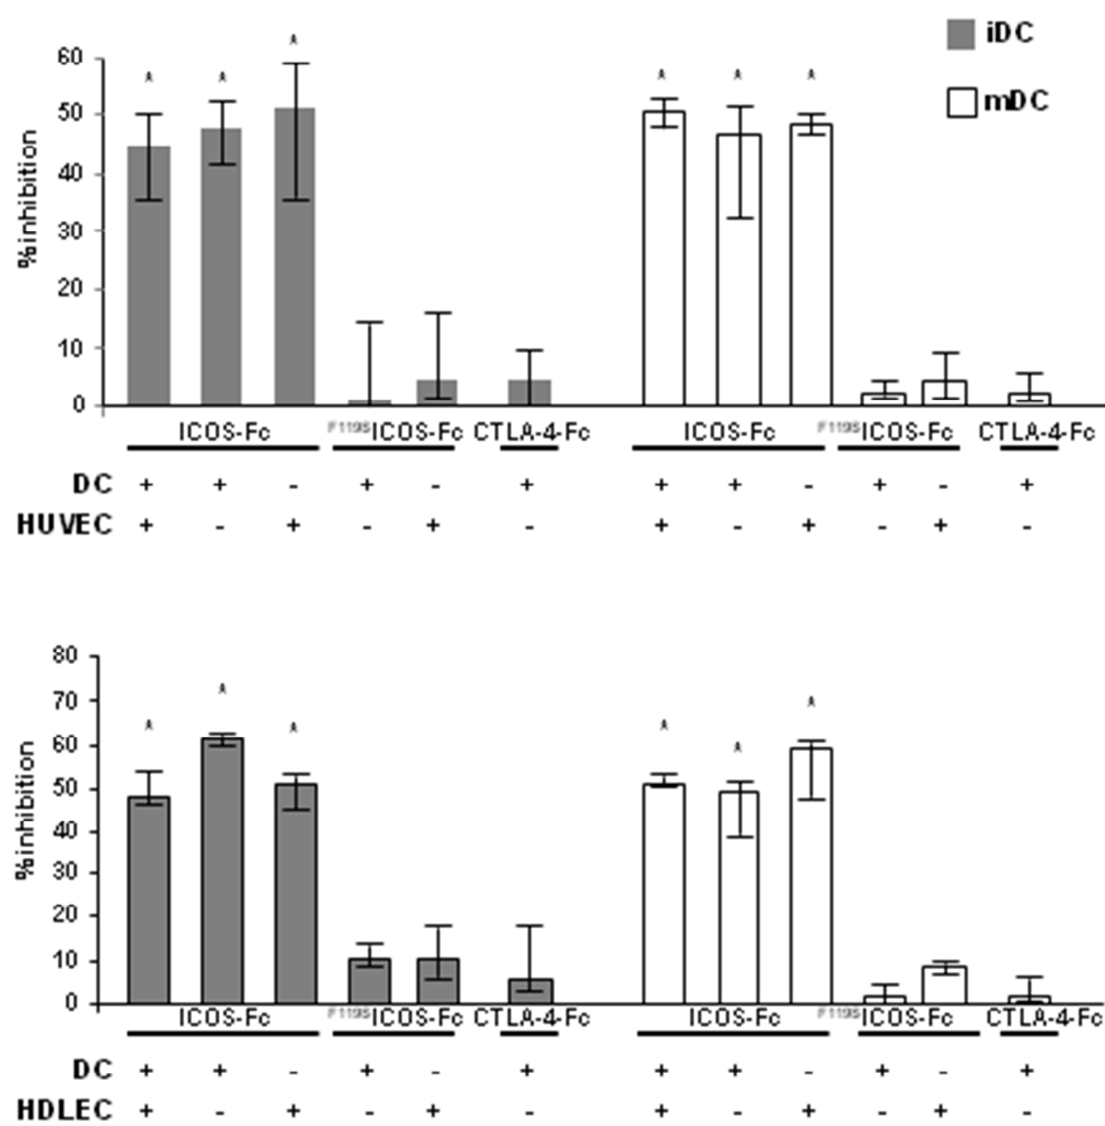 iDC
mDC
%inhibition
60
50
40
30
20
10
0
* * * * * *
ICOS-Fc F119SICOS-Fc CTLA-4-Fc ICOS-Fc F119SICOS-Fc CTLA-4-Fc
DC + + - + - + + + - + - +
HUVEC + - + - + - + - + - + -
%inhibition
80
70
60
50
40
30
20
10
0
* * * * * *
ICOS-Fc F119SICOS-Fc CTLA-4-Fc ICOS-Fc F119SICOS-Fc CTLA-4-Fc
DC + + - + - + + + - + - +
HDLEC + - + - + - + - + - + -